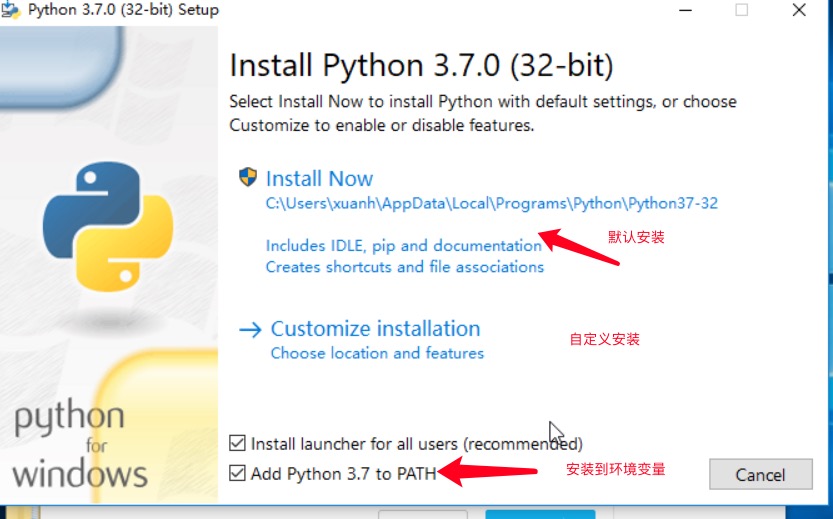 Python 3.7.0 (32-bit) Setup
Install Python 3.7.0 (32-bit)
Select Install Now to install Python with default settings, or choose
Customize to enable or disable features.
Install Now
C:\Users\xuanh\AppData\Local\Programs\Python\Python37-32
默认安装
Includes IDLE, pip and documentation
Creates shortcuts and file associations
Customize installation
自定义安装
Choose location and features
python
for
windows
Install launcher for all users (recommended)
Add Python 3.7 to PATH
安装到环境变量
Cancel